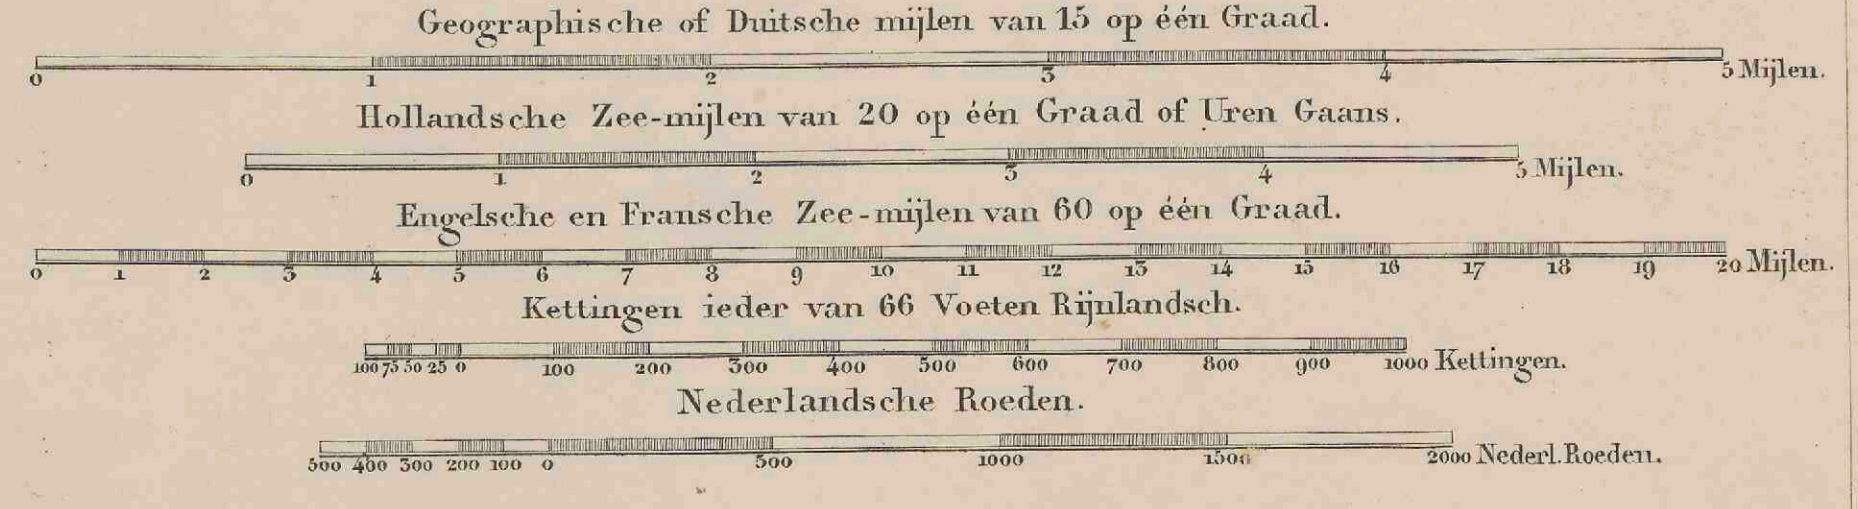 Geographische of Duitsche mijlen van 15 op één Graad.
0 1 2 3 4 5 Mijlen.
Hollandsche Zee-mijlen van 20 op één Graad of Uren Gaans.
0 1 2 3 4 5 Mijlen.
Engelsche en Fransche Zee-mijlen van 60 op één Graad.
0 1 2 3 4 5 6 7 8 9 10 11 12 13 14 15 16 17 18 19 20 Mijlen.
Kettingen ieder van 66 Voeten Rijnlandsch.
100 75 50 25 0 100 200 300 400 500 600 700 800 900 1000 Kettingen.
Nederlandsche Roeden.
500 400 300 200 100 0 500 1000 1500 2000 Nederl. Roeden.